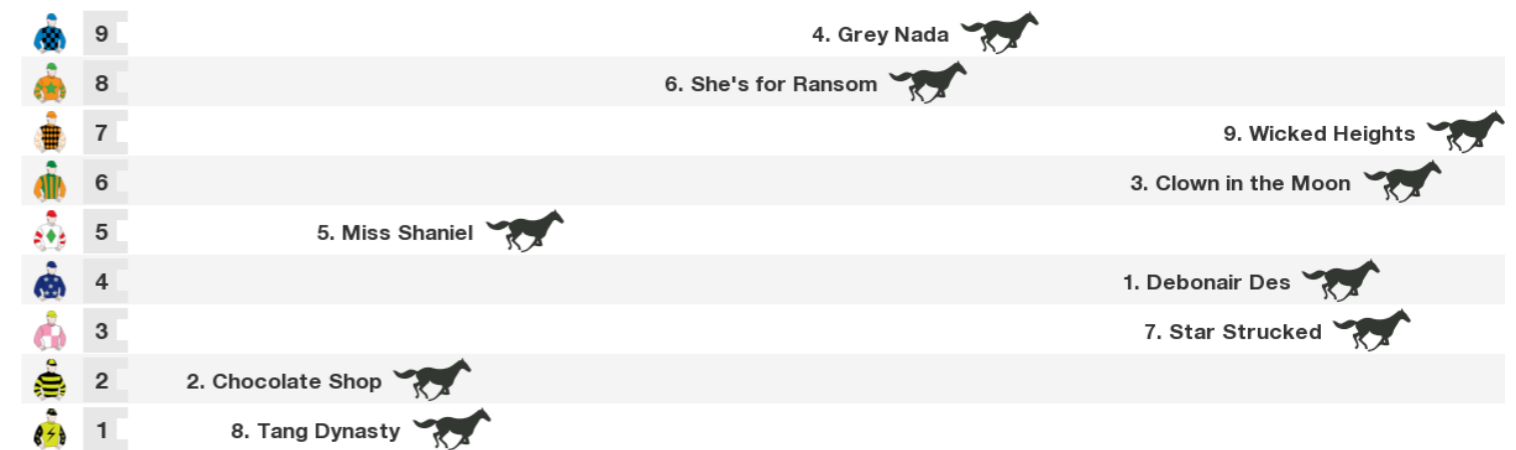 9 4. Grey Nada
8 6. She's for Ransom
7 9. Wicked Heights
6 3. Clown in the Moon
5 5. Miss Shaniel
4 1. Debonair Des
3 7. Star Strucked
2 2. Chocolate Shop
1 8. Tang Dynasty